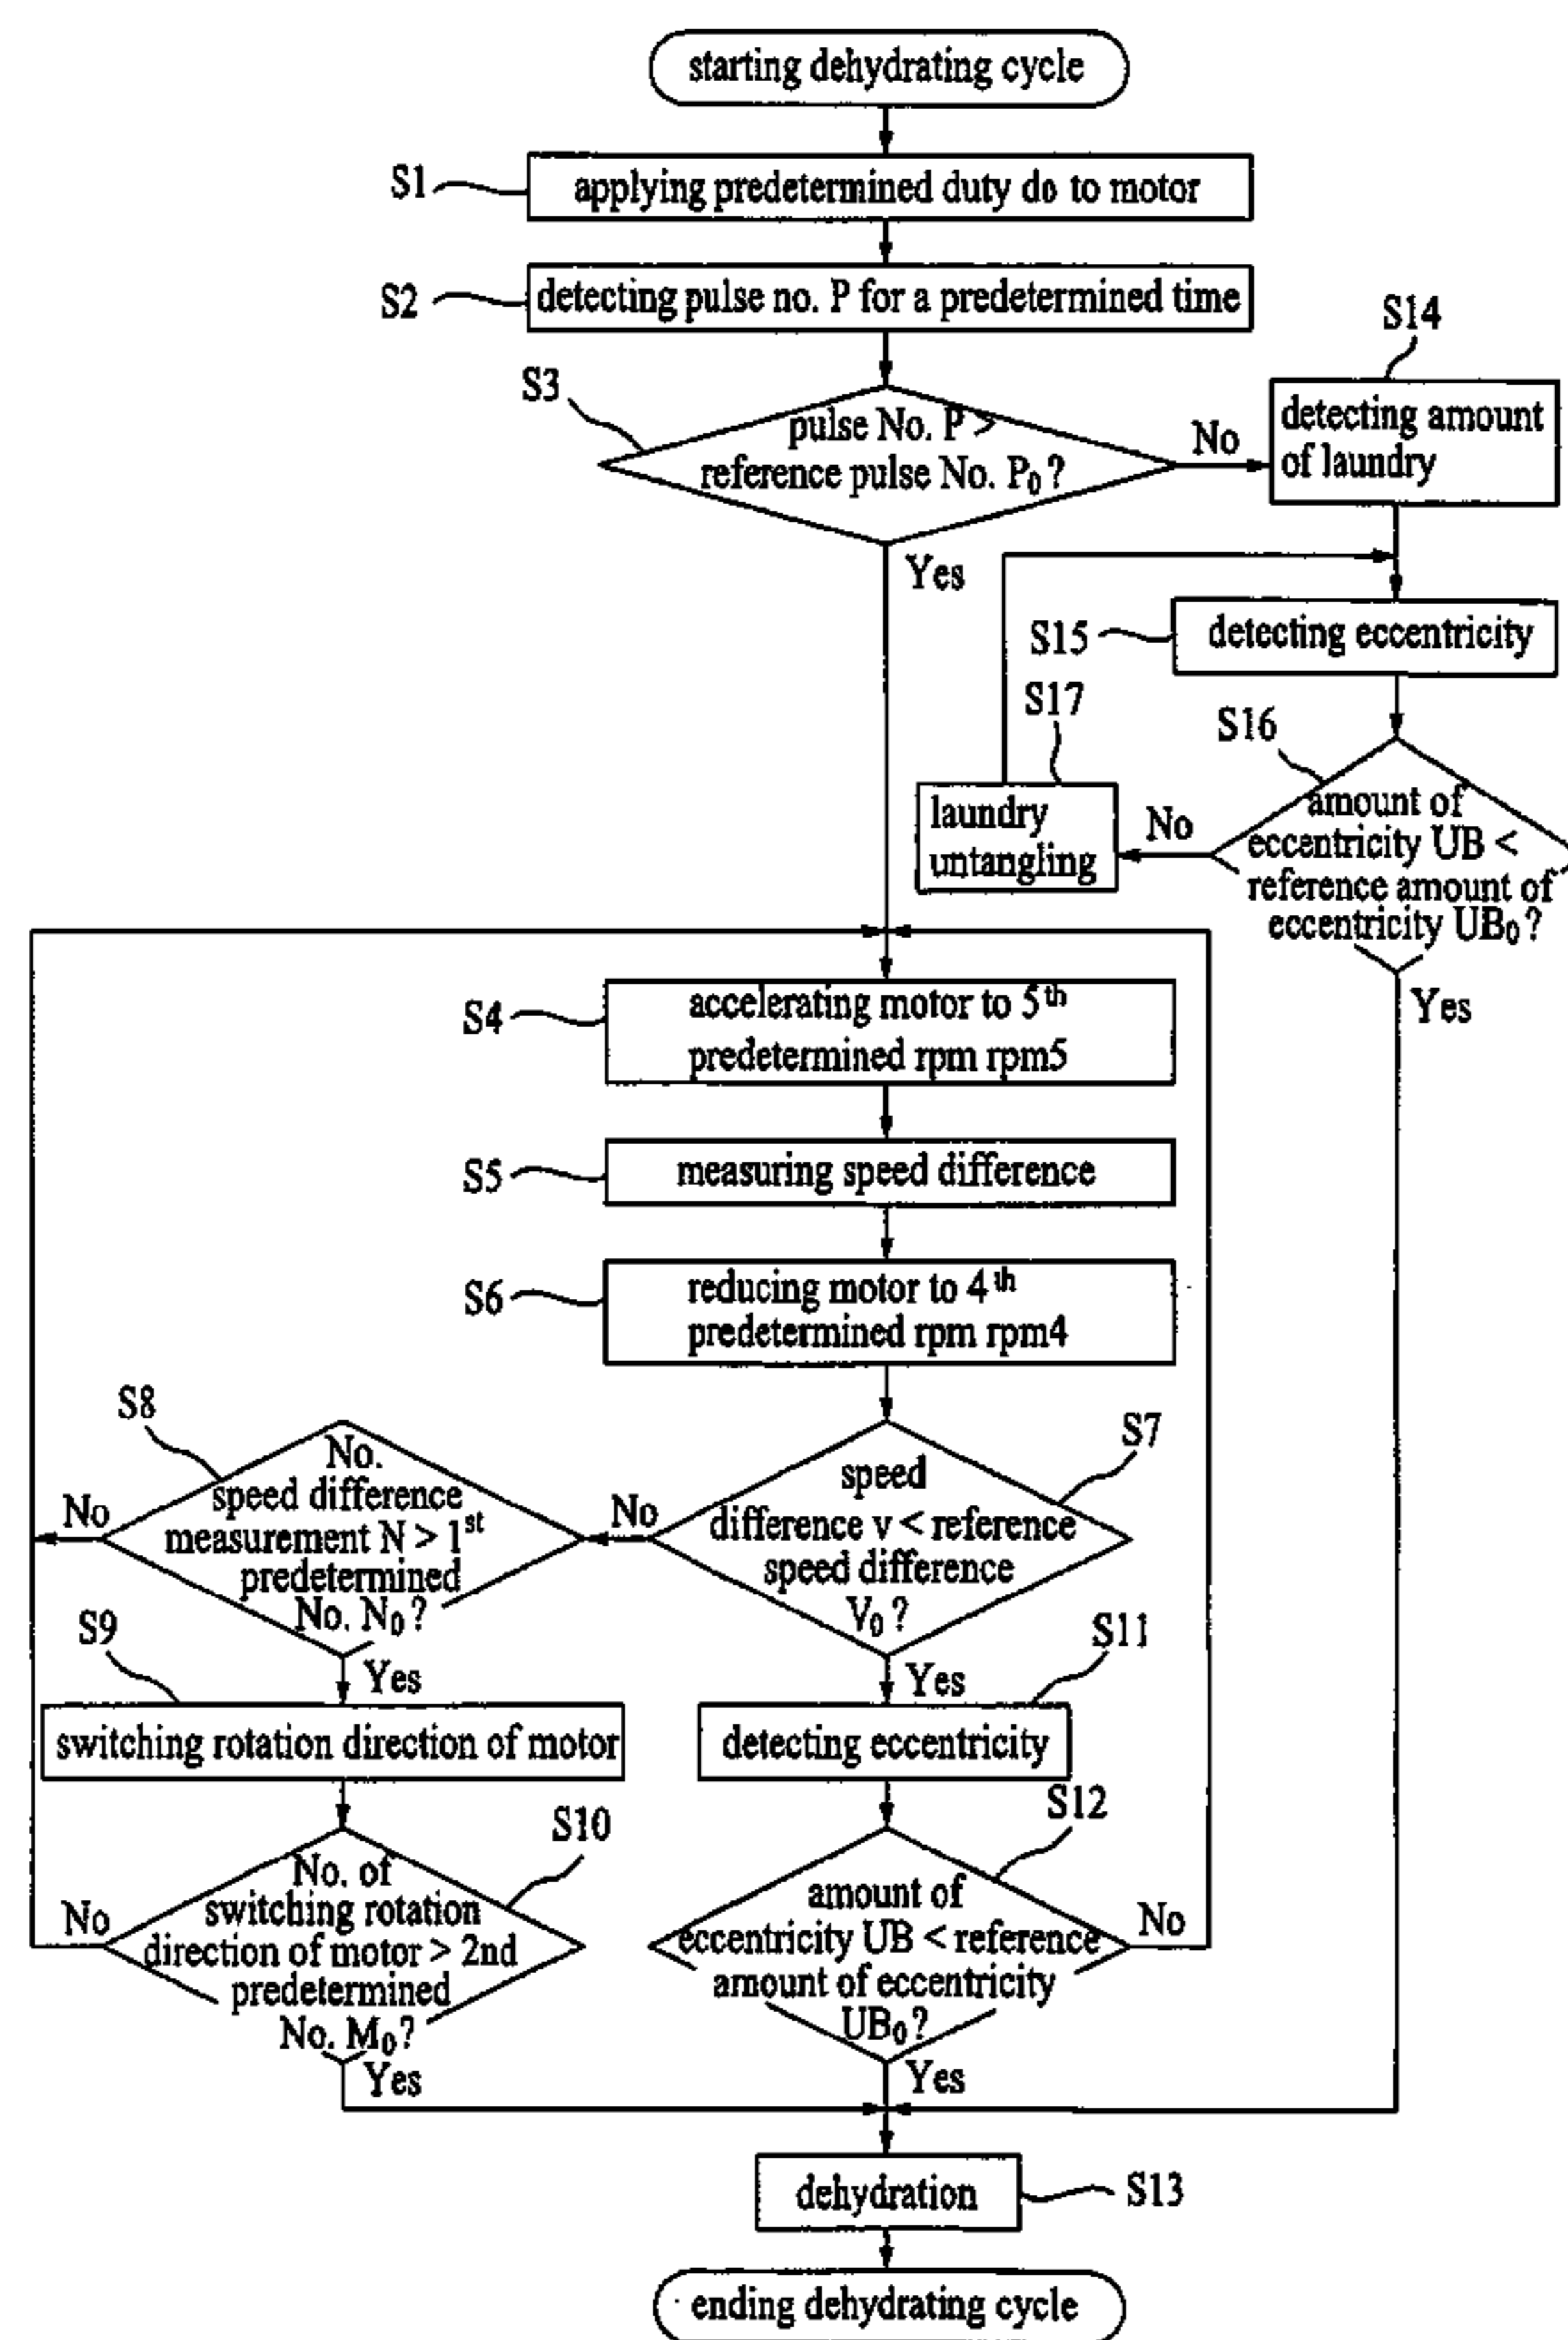 starting dehydrating cycle
S1
applying predetermined duty d0 to motor
S2
detecting pulse no. P for a predetermined time
S3
pulse No. P >
reference pulse No. P0 ?
No
Yes
S14
detecting amount
of laundry
S15
detecting eccentricity
S17
laundry
untangling
S16
No
amount of
eccentricity UB <
reference amount of
eccentricity UB0 ?
Yes
S4
accelerating motor to 5th
predetermined rpm rpm5
S5
measuring speed difference
S6
reducing motor to 4th
predetermined rpm rpm4
S8
No.
speed difference
measurement N > 1st
predetermined
No. N0 ?
No
Yes
S7
No
speed
difference v < reference
speed difference
V0 ?
Yes
S9
switching rotation direction of motor
S11
detecting eccentricity
S10
No. of
switching rotation
direction of motor > 2nd
predetermined
No. M0 ?
No
Yes
S12
amount of
eccentricity UB < reference
amount of eccentricity
UB0 ?
No
Yes
dehydration
S13
ending dehydrating cycle